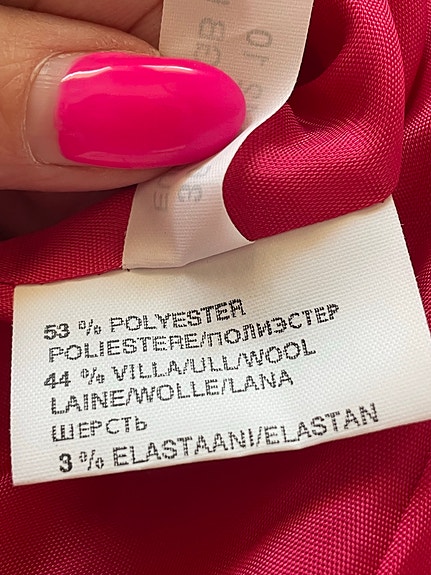 53 % POLYESTER
POLIESTERE/ПОЛИЭСТЕР
44 % VILLA/ULL/WOOL
LAINE/WOLLE/LANA
ШЕРСТЬ
3 % ELASTAANI/ELASTAN